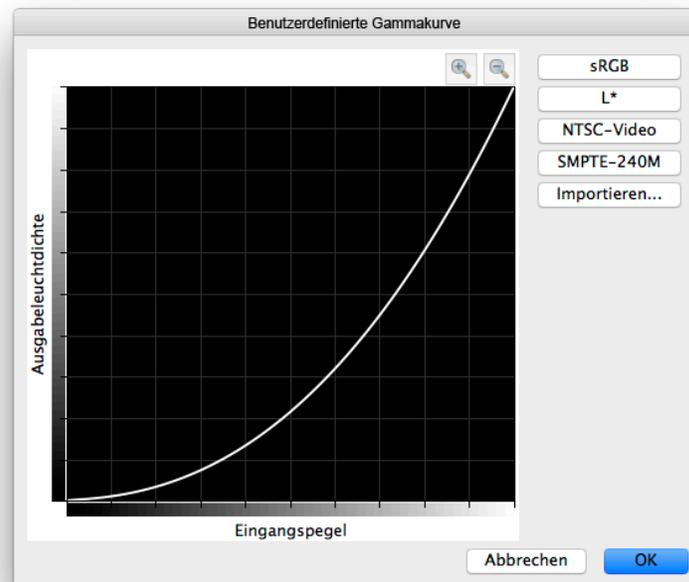 Benutzerdefinierte Gammakurve
sRGB
L*
NTSC-Video
SMPTE-240M
Importieren...
Ausgabeleuchtdichte
Eingangspegel
Abbrechen
OK